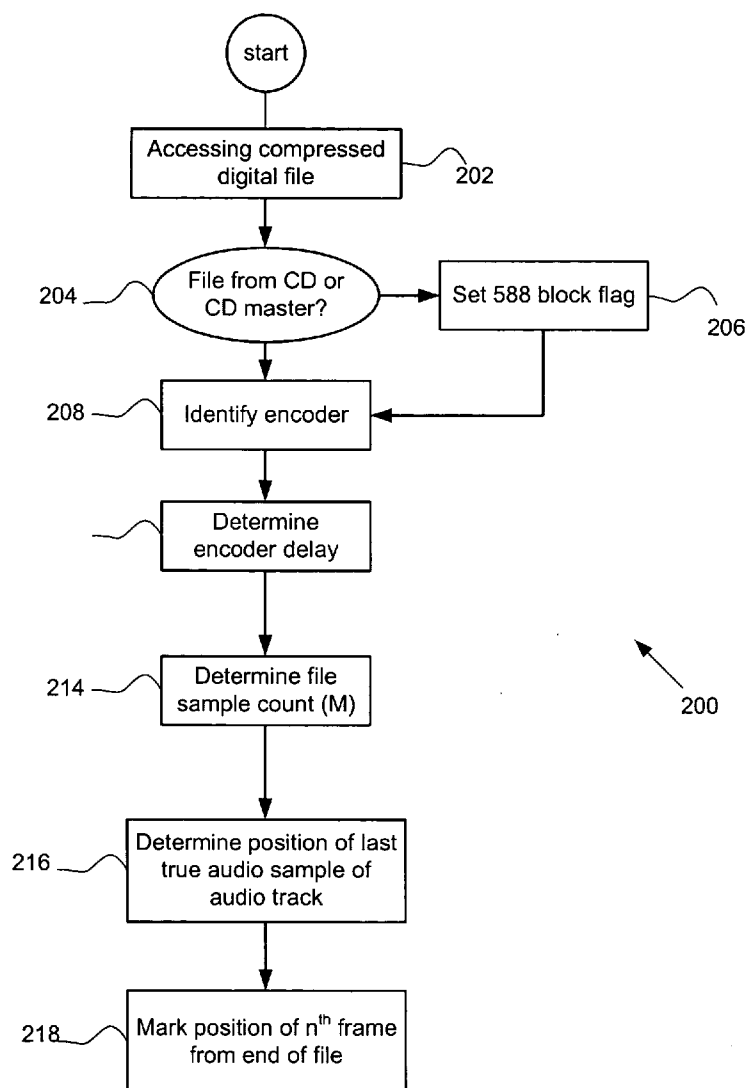 start
Accessing compressed
digital file
202
204
File from CD or
CD master?
Set 588 block flag
206
208
Identify encoder
Determine
encoder delay
214
Determine file
sample count (M)
200
216
Determine position of last
true audio sample of
audio track
218
Mark position of nth frame
from end of file